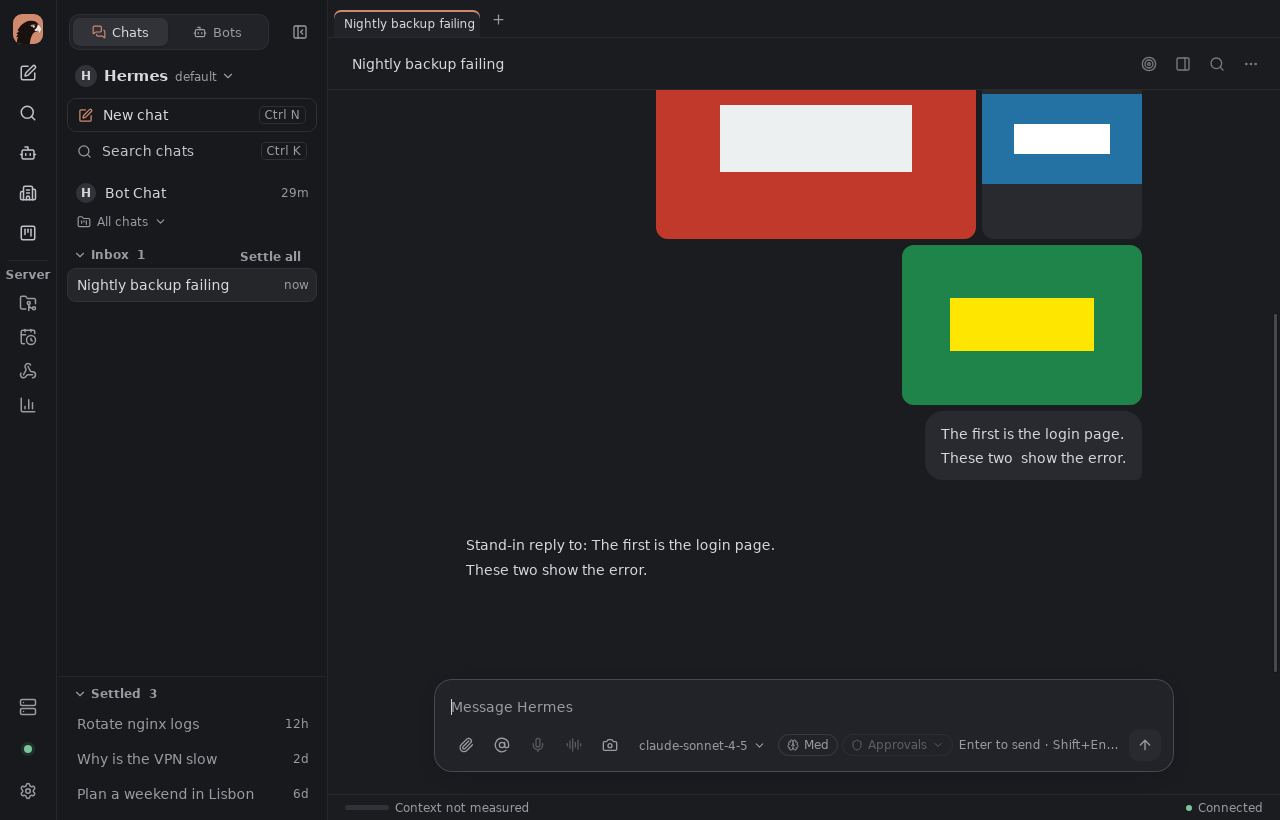 Chats
Bots
H Hermes default
New chat Ctrl N
Search chats Ctrl K
H Bot Chat 29m
All chats
Inbox 1 Settle all
Nightly backup failing now
Server
Settled 3
Rotate nginx logs 12h
Why is the VPN slow 2d
Plan a weekend in Lisbon 6d
Nightly backup failing
Nightly backup failing
The first is the login page.
These two  show the error.
Stand-in reply to: The first is the login page.
These two show the error.
Message Hermes
claude-sonnet-4-5 Med Approvals Enter to send · Shift+En…
Context not measured
Connected